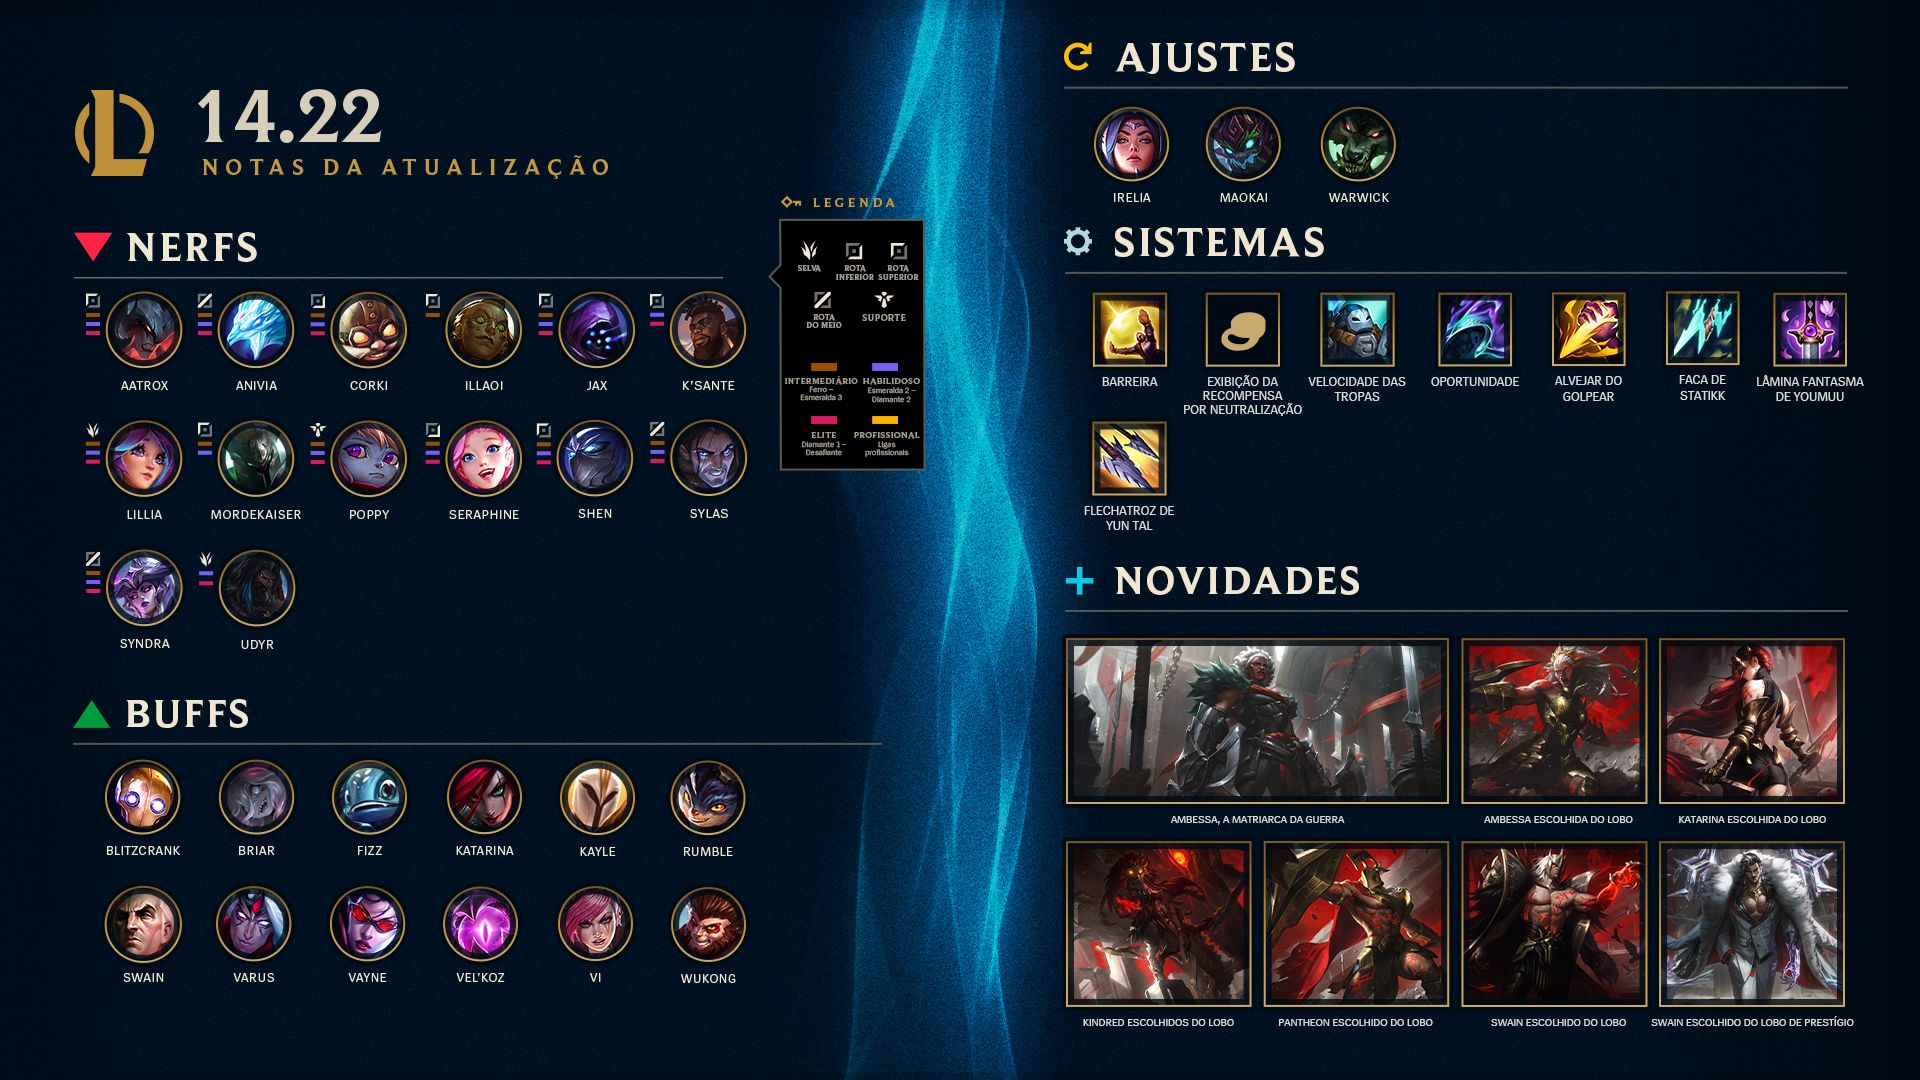 14.22
NOTAS DA ATUALIZAÇÃO
NERFS
AATROX
ANIVIA
CORKI
ILLAOI
JAX
K'SANTE
LILLIA
MORDEKAISER
POPPY
SERAPHINE
SHEN
SYLAS
SYNDRA
UDYR
BUFFS
BLITZCRANK
BRIAR
FIZZ
KATARINA
KAYLE
RUMBLE
SWAIN
VARUS
VAYNE
VEL'KOZ
VI
WUKONG
LEGENDA
SELVA
ROTA
INFERIOR
ROTA
SUPERIOR
ROTA
DO MEIO
SUPORTE
INTERMEDIÁRIO
Ferro –
Esmeralda 3
HABILIDOSO
Esmeralda 2 –
Diamante 2
ELITE
Diamante 1 –
Desafiante
PROFISSIONAL
Ligas
profissionais
AJUSTES
IRELIA
MAOKAI
WARWICK
SISTEMAS
BARREIRA
EXIBIÇÃO DA
RECOMPENSA
POR NEUTRALIZAÇÃO
VELOCIDADE DAS
TROPAS
OPORTUNIDADE
ALVEJAR DO
GOLPEAR
FACA DE
STATIKK
LÂMINA FANTASMA
DE YOUMUU
FLECHATROZ DE
YUN TAL
NOVIDADES
AMBESSA, A MATRIARCA DA GUERRA
AMBESSA ESCOLHIDA DO LOBO
KATARINA ESCOLHIDA DO LOBO
KINDRED ESCOLHIDOS DO LOBO
PANTHEON ESCOLHIDO DO LOBO
SWAIN ESCOLHIDO DO LOBO
SWAIN ESCOLHIDO DO LOBO DE PRESTÍGIO